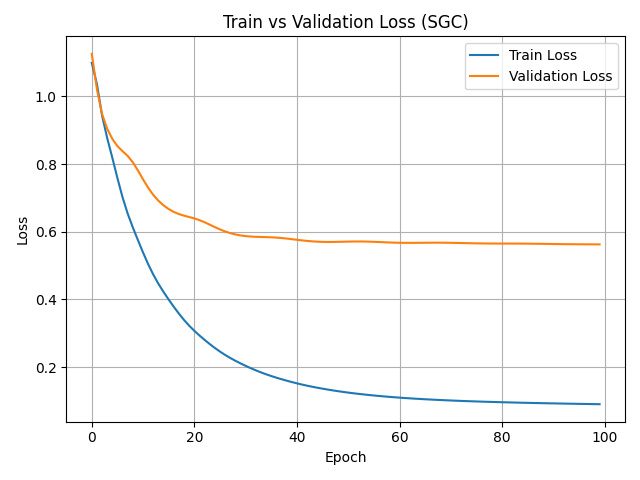 Train vs Validation Loss (SGC)
Train Loss
Validation Loss
Loss
1.0
0.8
0.6
0.4
0.2
0 20 40 60 80 100
Epoch